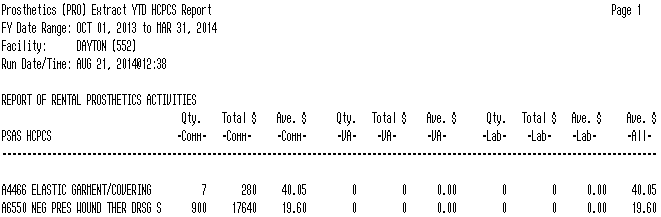 Prosthetics (PRO) Extract YTD HCPCS Report Page 1
FY Date Range: OCT 01, 2013 to MAR 31, 2014
Facility: DAYTON (552)
Run Date/Time: AUG 21, 2014@12:38
REPORT OF RENTAL PROSTHETICS ACTIVITIES
Qty. Total $ Ave. $ Qty. Total $ Ave. $ Qty. Total $ Ave. $ Ave. $
PSAS HCPCS -Comm- -Comm- -Comm- -VA- -VA- -VA- -Lab- -Lab- -Lab- -All-
--------------------------------------------------------------------------------
A4466 ELASTIC GARMENT/COVERING 7 280 40.05 0 0 0.00 0 0 0.00 40.05
A6550 NEG PRES WOUND THER DRSG S 900 17640 19.60 0 0 0.00 0 0 0.00 19.60